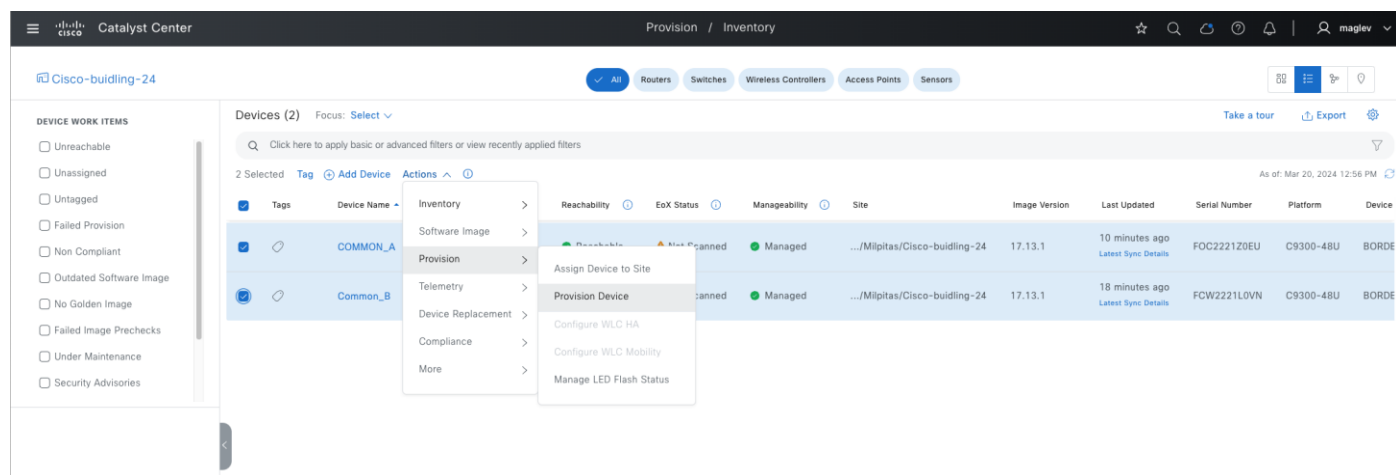 cisco Catalyst Center
Provision / Inventory
maglev
Cisco-buidling-24
All Routers Switches Wireless Controllers Access Points Sensors
DEVICE WORK ITEMS
Unreachable
Unassigned
Untagged
Failed Provision
Non Compliant
Outdated Software Image
No Golden Image
Failed Image Prechecks
Under Maintenance
Security Advisories
Devices (2) Focus: Select
Take a tour Export
Click here to apply basic or advanced filters or view recently applied filters
2 Selected Tag Add Device Actions
As of: Mar 20, 2024 12:56 PM
Tags Device Name Reachability EoX Status Manageability Site Image Version Last Updated Serial Number Platform Device
COMMON_A Reachable Not Scanned Managed .../Milpitas/Cisco-buidling-24 17.13.1 10 minutes ago FOC2221Z0EU C9300-48U BORDE
Latest Sync Details
Common_B canned Managed .../Milpitas/Cisco-buidling-24 17.13.1 18 minutes ago FCW2221L0VN C9300-48U BORDE
Latest Sync Details
Inventory
Software Image
Provision
Telemetry
Device Replacement
Compliance
More
Assign Device to Site
Provision Device
Configure WLC HA
Configure WLC Mobility
Manage LED Flash Status